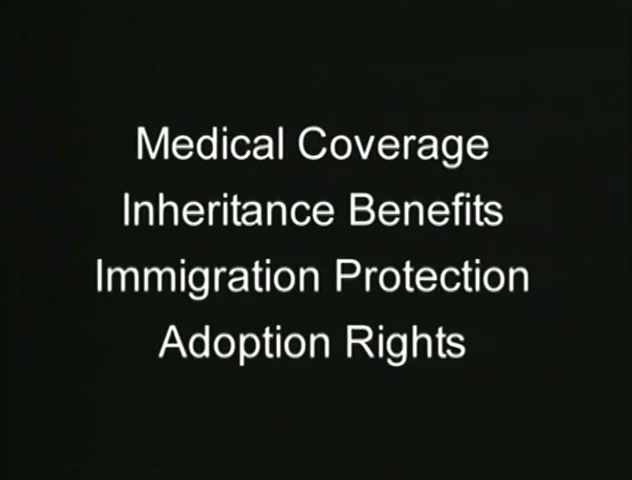 Medical Coverage
Inheritance Benefits
Immigration Protection
Adoption Rights